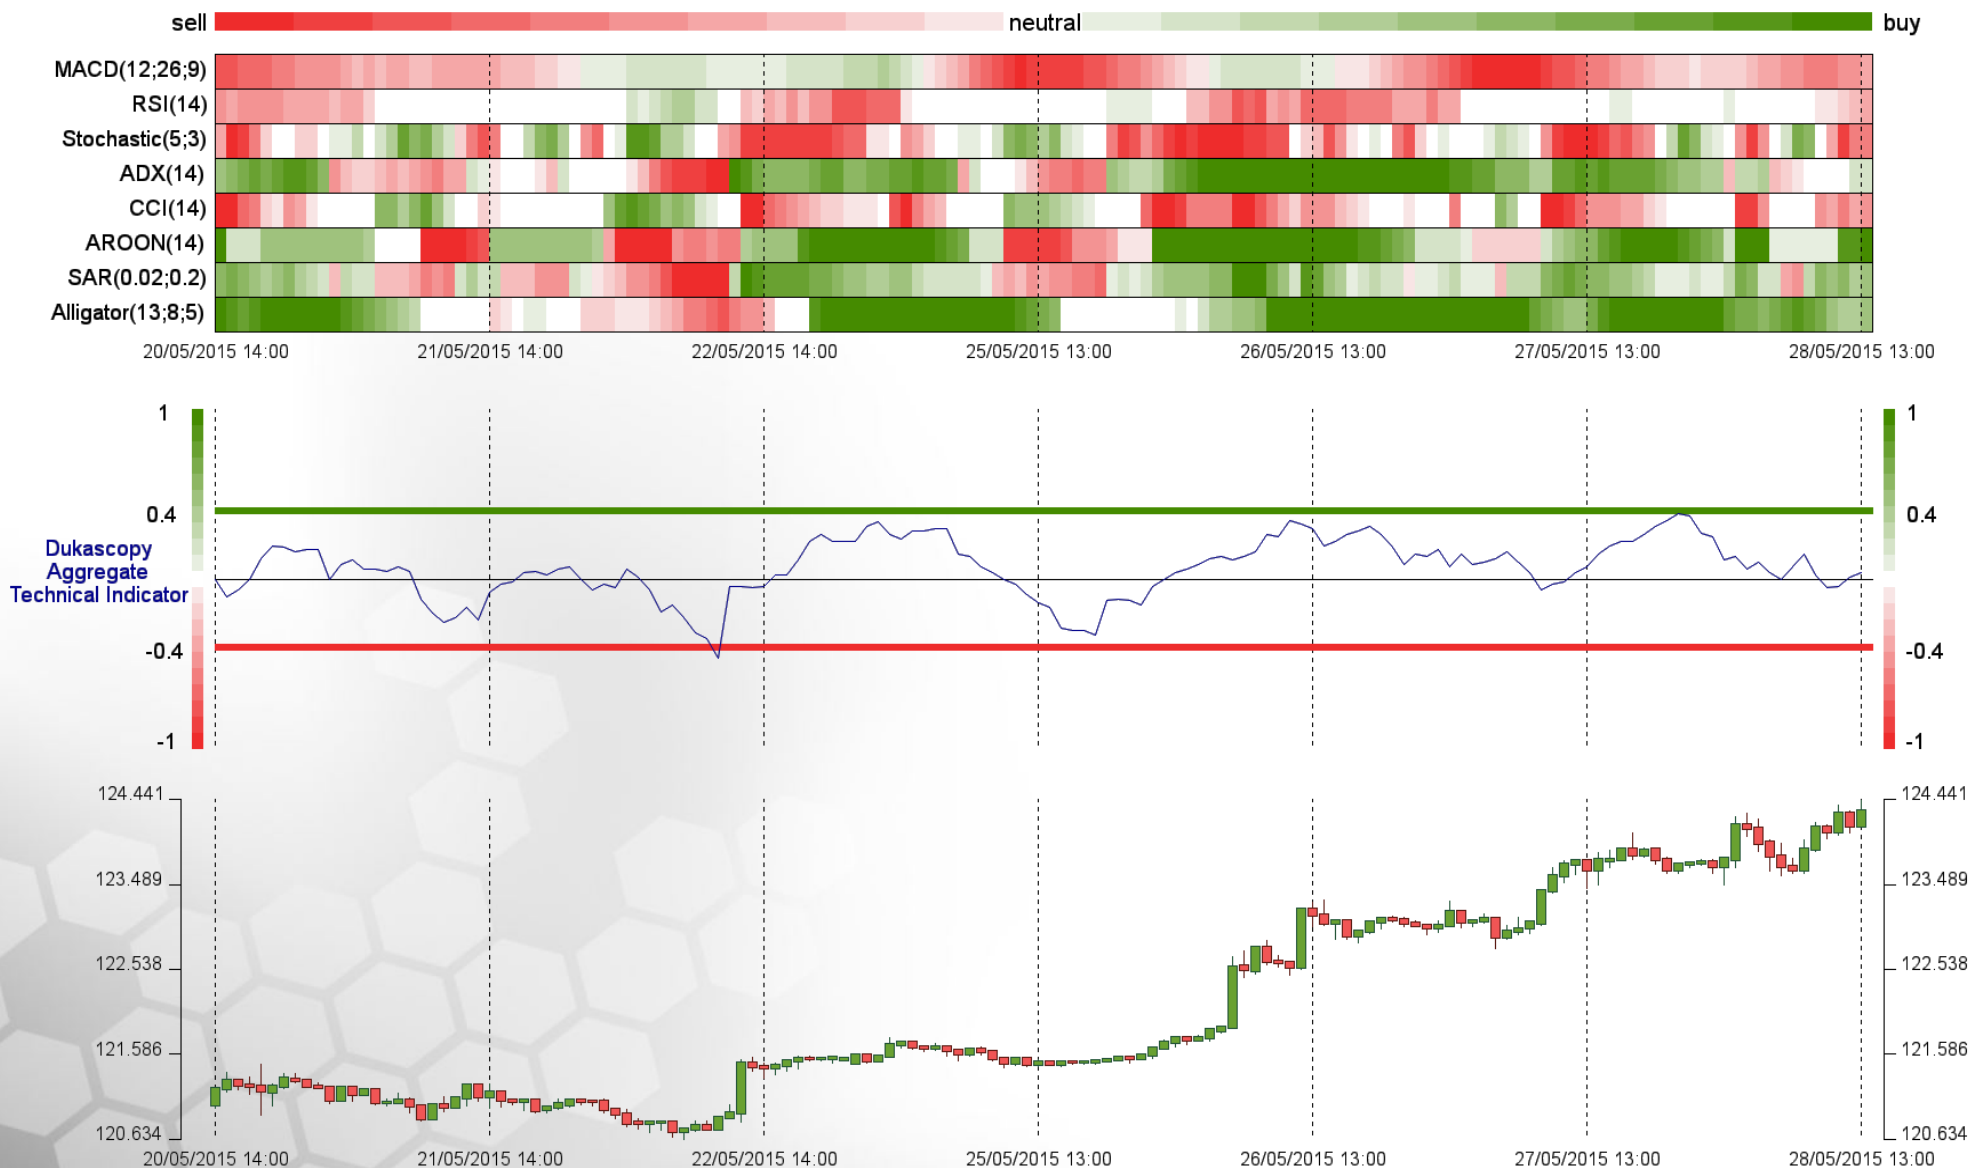 sell neutral buy
MACD(12;26;9)
RSI(14)
Stochastic(5;3)
ADX(14)
CCI(14)
AROON(14)
SAR(0.02;0.2)
Alligator(13;8;5)
20/05/2015 14:00 21/05/2015 14:00 22/05/2015 14:00 25/05/2015 13:00 26/05/2015 13:00 27/05/2015 13:00 28/05/2015 13:00
1 1
0.4 0.4
Dukascopy
Aggregate
Technical Indicator
-0.4 -0.4
-1 -1
124.441 124.441
123.489 123.489
122.538 122.538
121.586 121.586
120.634 120.634
20/05/2015 14:00 21/05/2015 14:00 22/05/2015 14:00 25/05/2015 13:00 26/05/2015 13:00 27/05/2015 13:00 28/05/2015 13:00